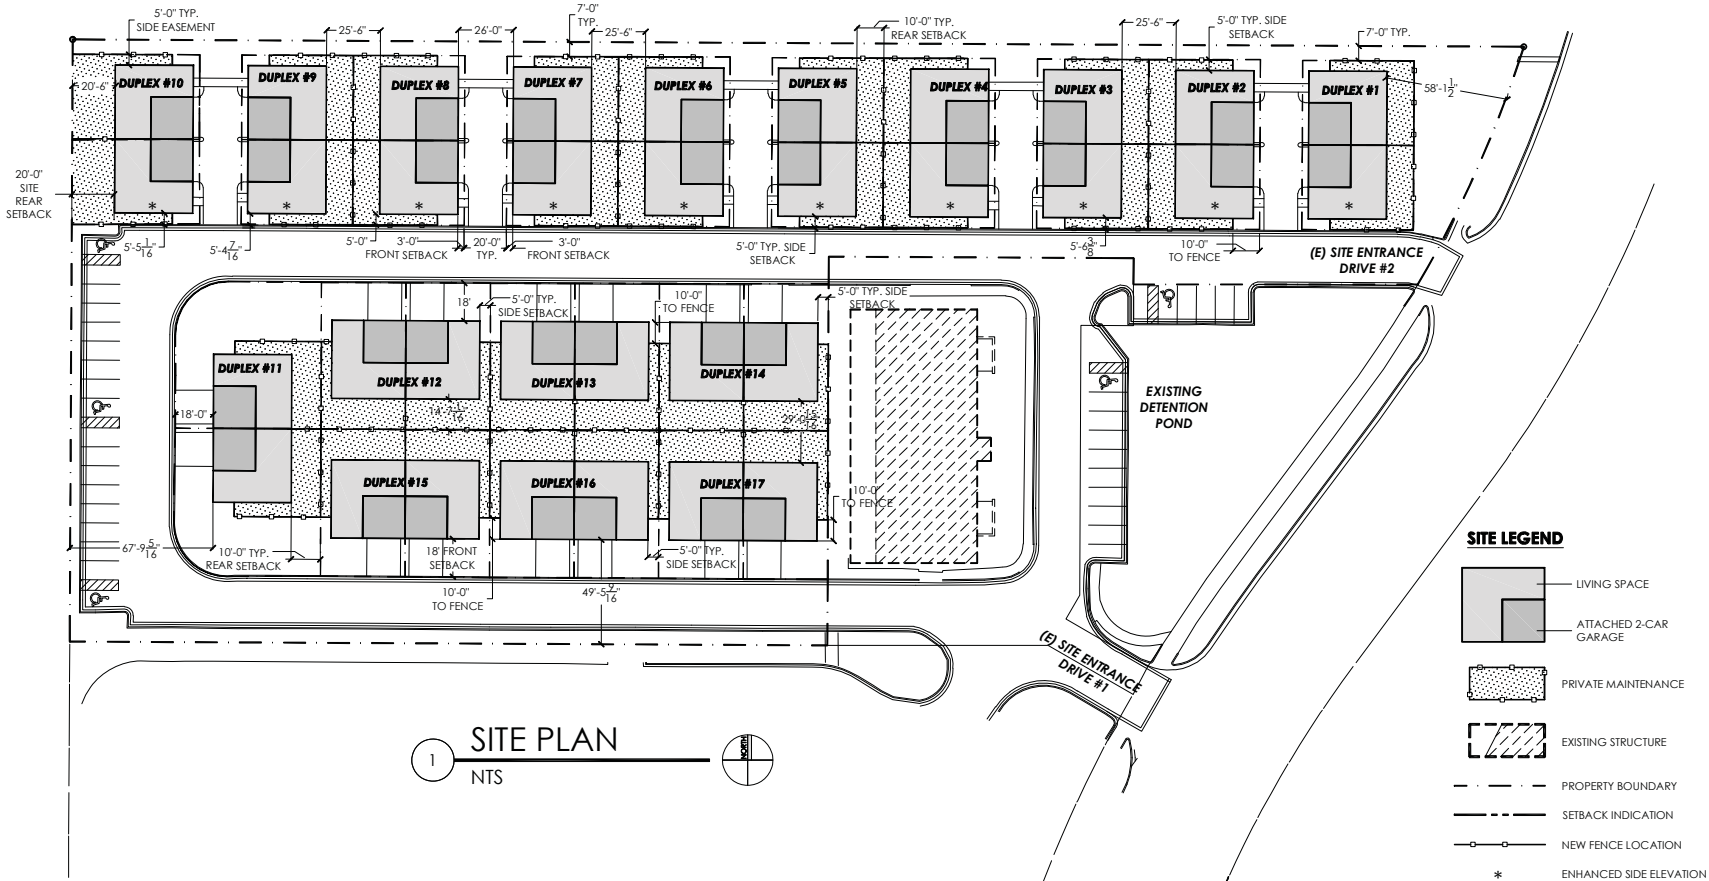 5'-0" TYP.
SIDE EASEMENT
25'-6"
26'-0"
7'-0"
TYP.
25'-6"
10'-0" TYP.
REAR SETBACK
25'-6"
5'-0" TYP. SIDE
SETBACK
7'-0" TYP.
58'-1 1/2"
20'-6"
DUPLEX #10
DUPLEX #9
DUPLEX #8
DUPLEX #7
DUPLEX #6
DUPLEX #5
DUPLEX #4
DUPLEX #3
DUPLEX #2
DUPLEX #1
20'-0"
SITE
REAR
SETBACK
* * * * * * * * * *
5'-5 1/16"
5'-4 7/16"
5'-0"
3'-0"
FRONT SETBACK
20'-0"
TYP.
3'-0"
FRONT SETBACK
5'-0" TYP. SIDE
SETBACK
5'-6 3/8"
10'-0"
TO FENCE
(E) SITE ENTRANCE
DRIVE #2
18'
5'-0" TYP.
SIDE SETBACK
10'-0"
TO FENCE
5'-0" TYP. SIDE
SETBACK
DUPLEX #11
DUPLEX #12
DUPLEX #13
DUPLEX #14
18'-0"
29'-0 15/16"
EXISTING
DETENTION
POND
DUPLEX #15
DUPLEX #16
DUPLEX #17
10'-0"
TO FENCE
67'-9 5/16"
10'-0" TYP.
REAR SETBACK
18' FRONT
SETBACK
5'-0" TYP.
SIDE SETBACK
10'-0"
TO FENCE
49'-5 9/16"
(E) SITE ENTRANCE
DRIVE #1
1
SITE PLAN
NTS
NORTH
SITE LEGEND
LIVING SPACE
ATTACHED 2-CAR
GARAGE
PRIVATE MAINTENANCE
EXISTING STRUCTURE
PROPERTY BOUNDARY
SETBACK INDICATION
NEW FENCE LOCATION
* ENHANCED SIDE ELEVATION